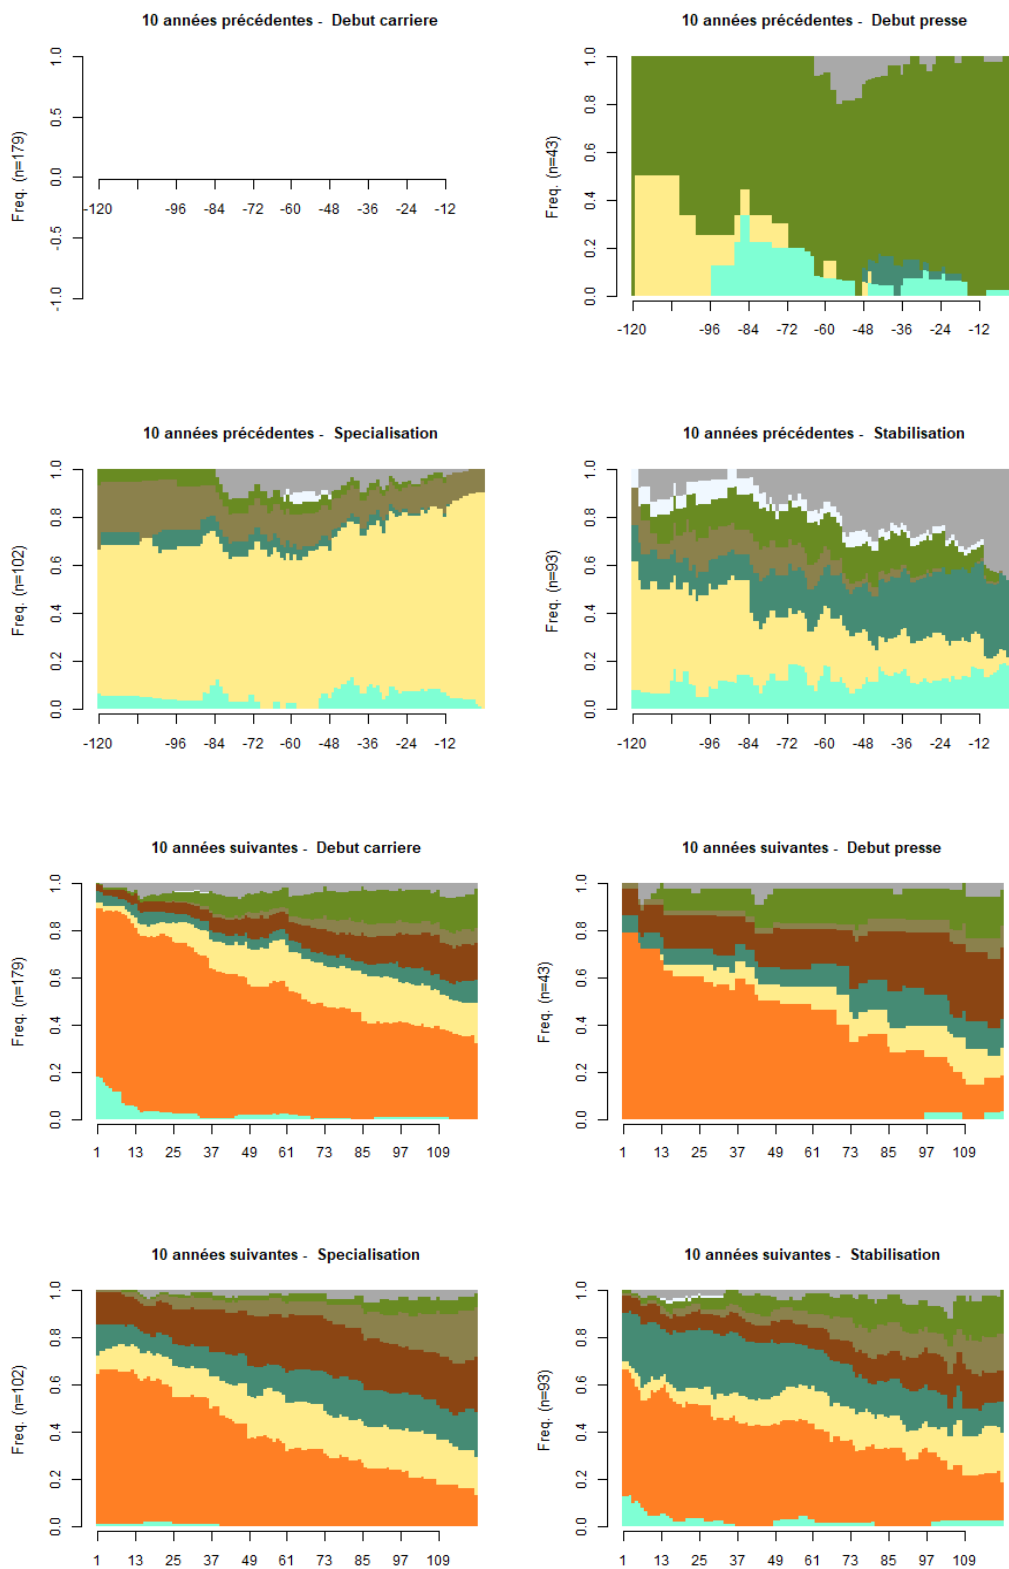 10 années précédentes - Debut carriere
Freq. (n=179)
1.0
0.5
0.0
-0.5
-1.0
-120 -96 -84 -72 -60 -48 -36 -24 -12
10 années précédentes - Debut presse
Freq. (n=43)
1.0
0.8
0.6
0.4
0.2
0.0
-120 -96 -84 -72 -60 -48 -36 -24 -12
10 années précédentes - Specialisation
Freq. (n=102)
1.0
0.8
0.6
0.4
0.2
0.0
-120 -96 -84 -72 -60 -48 -36 -24 -12
10 années précédentes - Stabilisation
Freq. (n=93)
1.0
0.8
0.6
0.4
0.2
0.0
-120 -96 -84 -72 -60 -48 -36 -24 -12
10 années suivantes - Debut carriere
Freq. (n=179)
1.0
0.8
0.6
0.4
0.2
0.0
1 13 25 37 49 61 73 85 97 109
10 années suivantes - Debut presse
Freq. (n=43)
1.0
0.8
0.6
0.4
0.2
0.0
1 13 25 37 49 61 73 85 97 109
10 années suivantes - Specialisation
Freq. (n=102)
1.0
0.8
0.6
0.4
0.2
0.0
1 13 25 37 49 61 73 85 97 109
10 années suivantes - Stabilisation
Freq. (n=93)
1.0
0.8
0.6
0.4
0.2
0.0
1 13 25 37 49 61 73 85 97 109